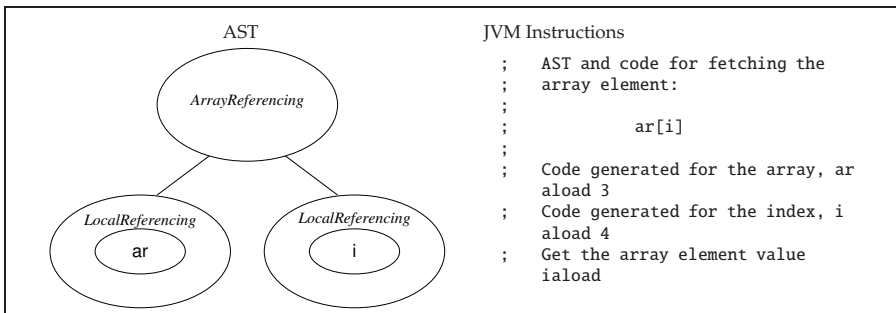 AST
ArrayReferencing
LocalReferencing
ar
LocalReferencing
i
JVM Instructions
; AST and code for fetching the
; array element:
;
; ar[i]
;
; Code generated for the array, ar
aload 3
; Code generated for the index, i
aload 4
; Get the array element value
iaload